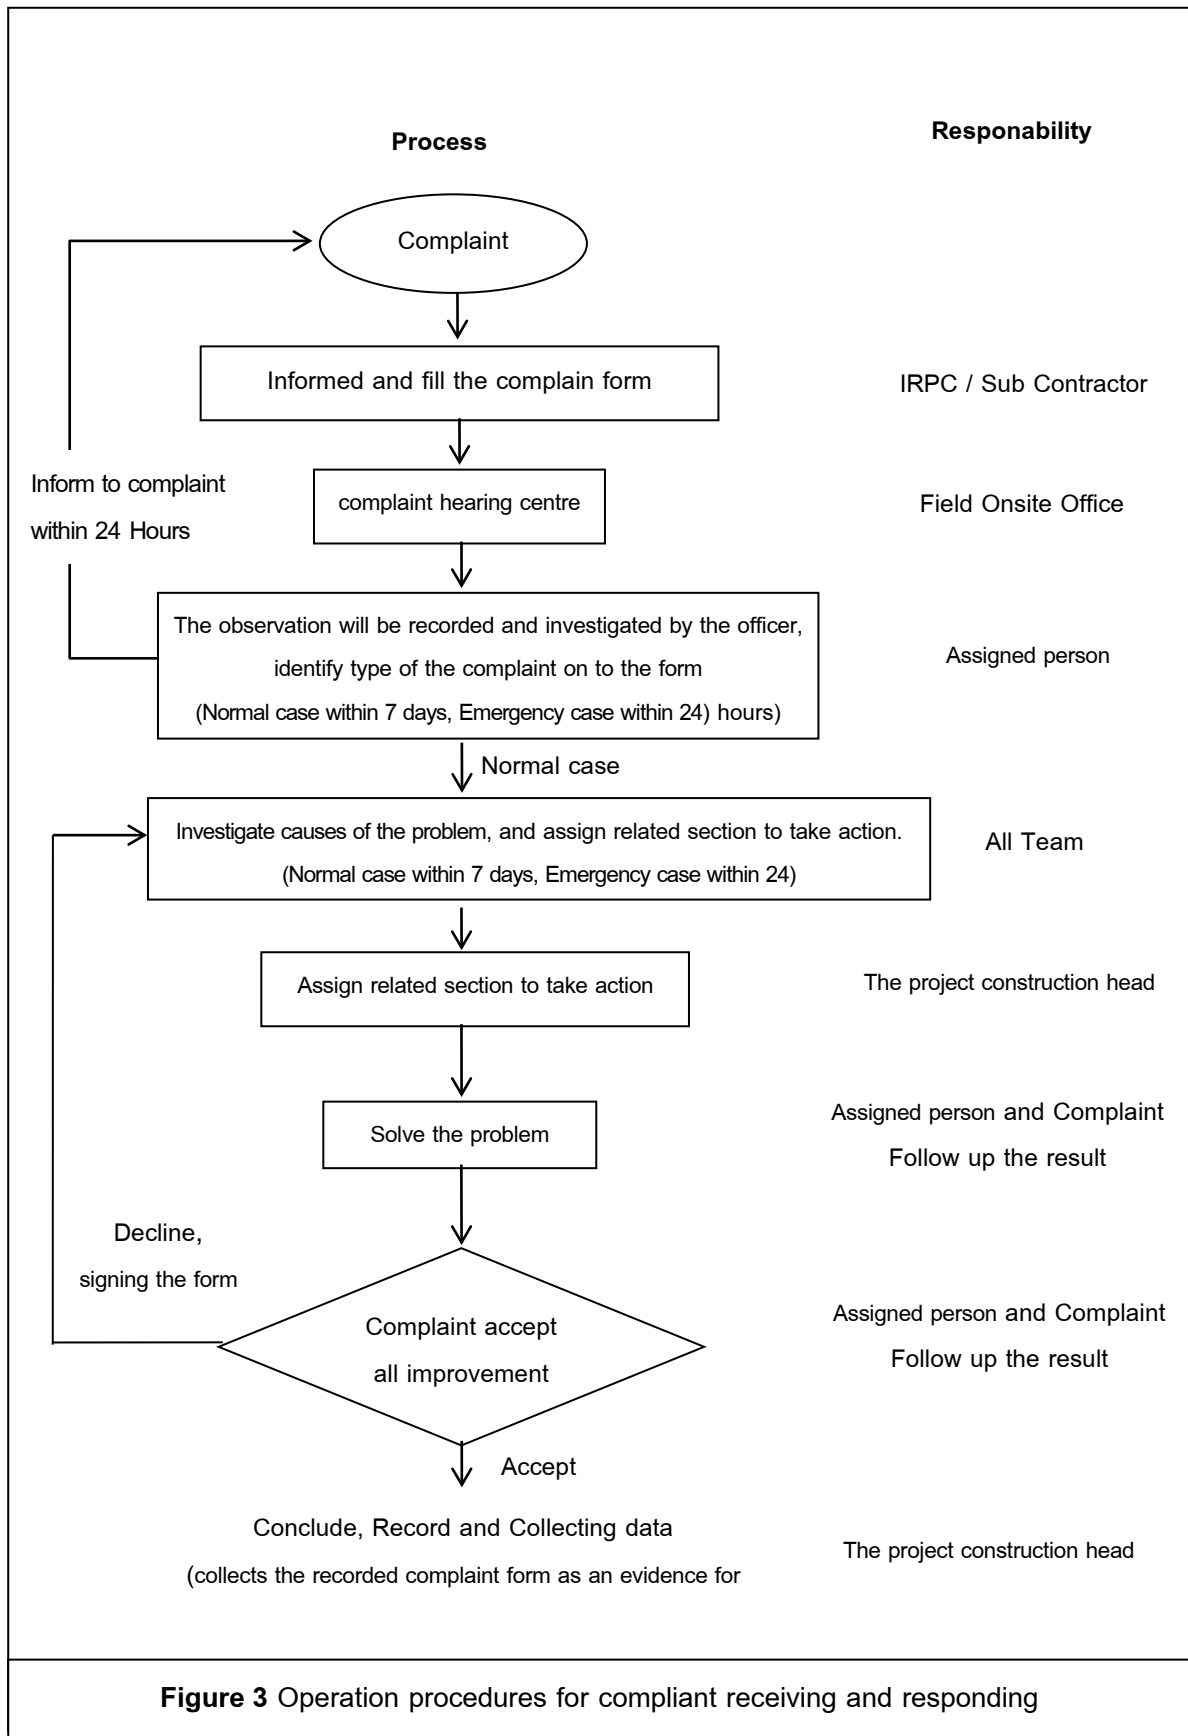 Process
Responability
Complaint
Informed and fill the complain form
IRPC / Sub Contractor
Inform to complaint
within 24 Hours
complaint hearing centre
Field Onsite Office
The observation will be recorded and investigated by the officer,
identify type of the complaint on to the form
(Normal case within 7 days, Emergency case within 24) hours)
Assigned person
Normal case
Investigate causes of the problem, and assign related section to take action.
(Normal case within 7 days, Emergency case within 24)
All Team
Assign related section to take action
The project construction head
Solve the problem
Assigned person and Complaint
Follow up the result
Decline,
signing the form
Complaint accept
all improvement
Assigned person and Complaint
Follow up the result
Accept
Conclude, Record and Collecting data
(collects the recorded complaint form as an evidence for
The project construction head
Figure 3 Operation procedures for compliant receiving and responding